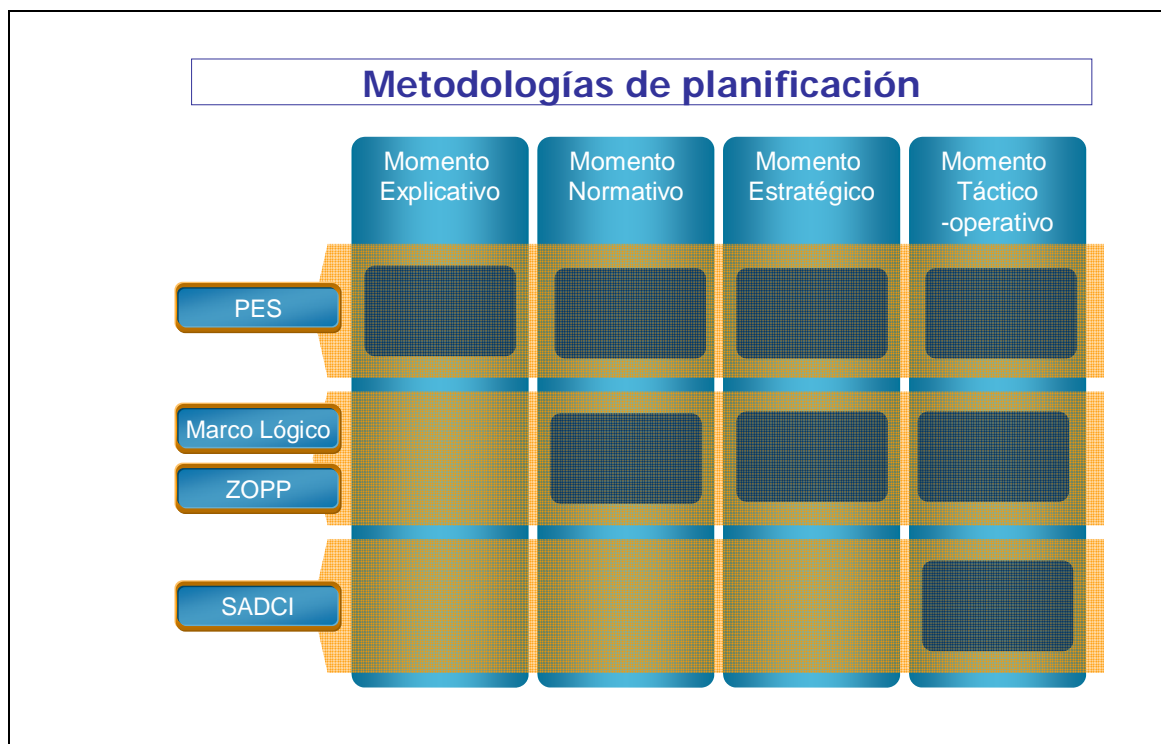 Metodologías de planificación
Momento
Explicativo
Momento
Normativo
Momento
Estratégico
Momento
Táctico
-operativo
PES
Marco Lógico
ZOPP
SADCI